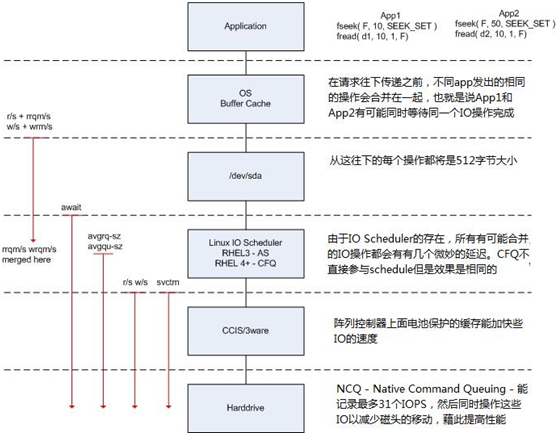 Application
App1
fseek( F, 10, SEEK_SET )
fread( d1, 10, 1, F)
App2
fseek( F, 50, SEEK_SET )
fread( d2, 10, 1, F)
OS
Buffer Cache
在请求往下传递之前，不同app发出的相同
的操作会合并在一起，也就是说App1和
App2有可能同时等待同一个IO操作完成
r/s + rrqm/s
w/s + wrm/s
/dev/sda
从这往下的每个操作都将是512字节大小
await
rrqm/s wrqm/s
merged here
avgrq-sz
avgqu-sz
Linux IO Scheduler
RHEL3 - AS
RHEL 4+ - CFQ
由于IO Scheduler的存在，所有有可能合并
的IO操作都会有有几个微妙的延迟。CFQ不
直接参与schedule但是效果是相同的
r/s w/s
svctm
CCIS/3ware
阵列控制器上面电池保护的缓存能加快些
IO的速度
Harddrive
NCQ - Native Command Queuing - 能
记录最多31个IOPS，然后同时操作这些
IO以减少磁头的移动，藉此提高性能